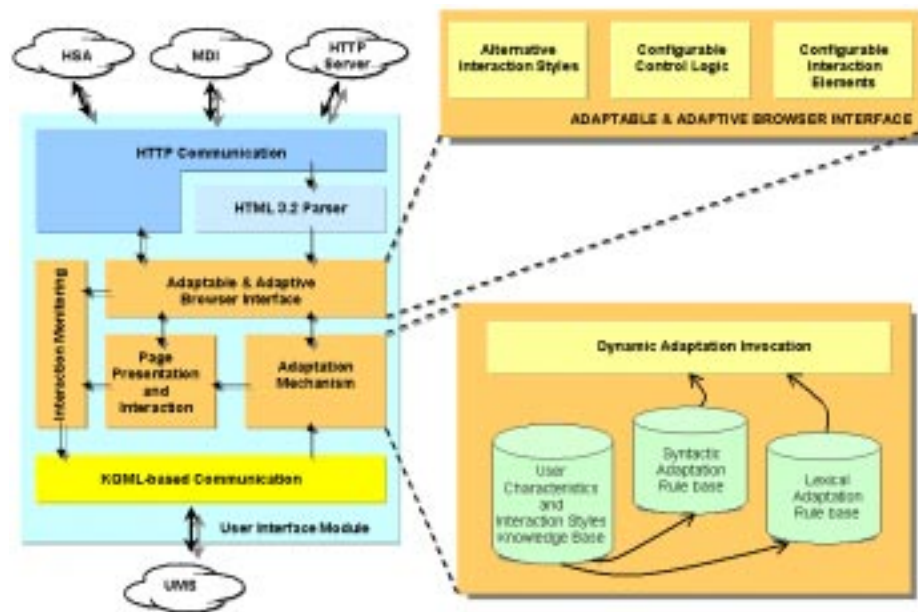 HSA
MDI
HTTP
Server
HTTP Communication
HTML 3.2 Parser
Adaptable & Adaptive
Browser Interface
Interaction Monitoring
Page
Presentation
and
Interaction
Adaptation
Mechanism
KQML-based Communication
User Interface Module
UMS
Alternative
Interaction Styles
Configurable
Control Logic
Configurable
Interaction
Elements
ADAPTABLE & ADAPTIVE BROWSER INTERFACE
Dynamic Adaptation Invocation
User
Characteristics
and
Interaction Styles
Knowledge Base
Syntactic
Adaptation
Rule base
Lexical
Adaptation
Rule base